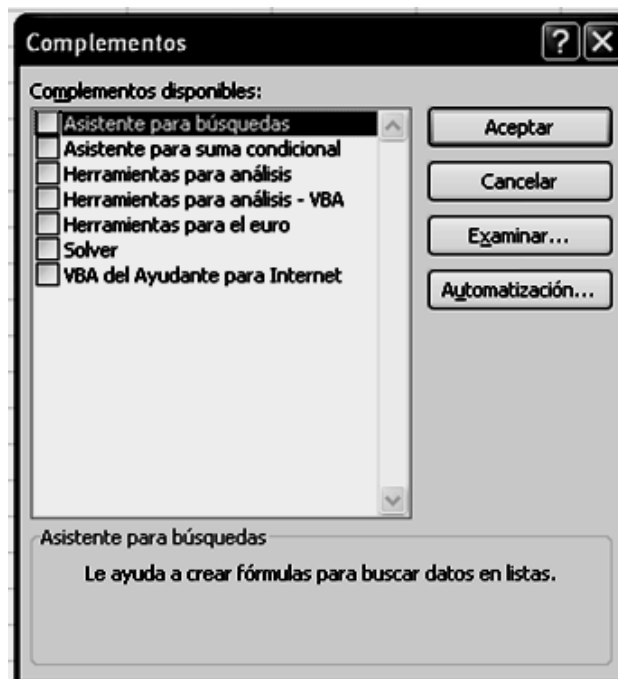 Complementos
Complementos disponibles:
Asistente para búsquedas
Asistente para suma condicional
Herramientas para análisis
Herramientas para análisis - VBA
Herramientas para el euro
Solver
VBA del Ayudante para Internet
Aceptar
Cancelar
Examinar...
Automatización...
Asistente para búsquedas
Le ayuda a crear fórmulas para buscar datos en listas.